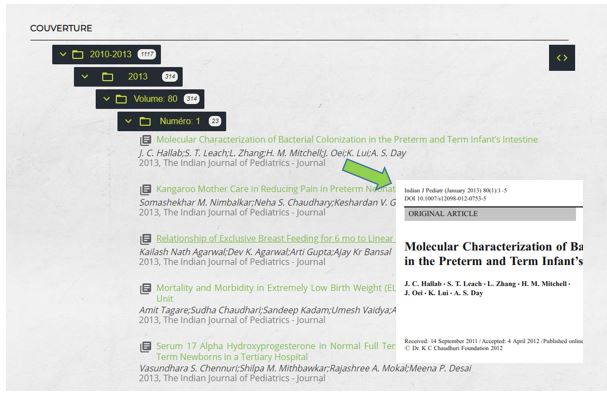 COUVERTURE
2010-2013 1117
2013 314
Volume: 80 314
Numéro: 1 23
Molecular Characterization of Bacterial Colonization in the Preterm and Term Infant's Intestine
J. C. Hallab;S. T. Leach;L. Zhang;H. M. Mitchell;J. Oei;K. Lui;A. S. Day
2013, The Indian Journal of Pediatrics - Journal
Kangaroo Mother Care In Reducing Pain in Preterm Neonat
Somashekhar M. Nimbalkar;Neha S. Chaudhary;Keshardan V. G
2013, The Indian Journal of Pediatrics - Journal
Relationship of Exclusive Breast Feeding for 6 mo to Linear
Kailash Nath Agarwal;Dev K. Agarwal;Arti Gupta;Ajay Kr Bansal
2013, The Indian Journal of Pediatrics - Journal
Mortality and Morbidity in Extremely Low Birth Weight (EL
Unit
Amit Tagare;Sudha Chaudhari;Sandeep Kadam;Umesh Vaidya;A
2013, The Indian Journal of Pediatrics - Journal
Serum 17 Alpha Hydroxyprogesterone in Normal Full Ter
Term Newborns in a Tertiary Hospital
Vasundhara S. Chennuri;Shilpa M. Mithbawkar;Rajashree A. Mokal;Meena P. Desai
2013, The Indian Journal of Pediatrics - Journal
Indian J Pediatr (January 2013) 80(1):1–5
DOI 10.1007/s12098-012-0753-5
ORIGINAL ARTICLE
Molecular Characterization of Ba
in the Preterm and Term Infant's
J. C. Hallab · S. T. Leach · L. Zhang · H. M. Mitchell ·
J. Oei · K. Lui · A. S. Day
Received: 14 September 2011 / Accepted: 4 April 2012 / Published online
© Dr. K C Chaudhuri Foundation 2012